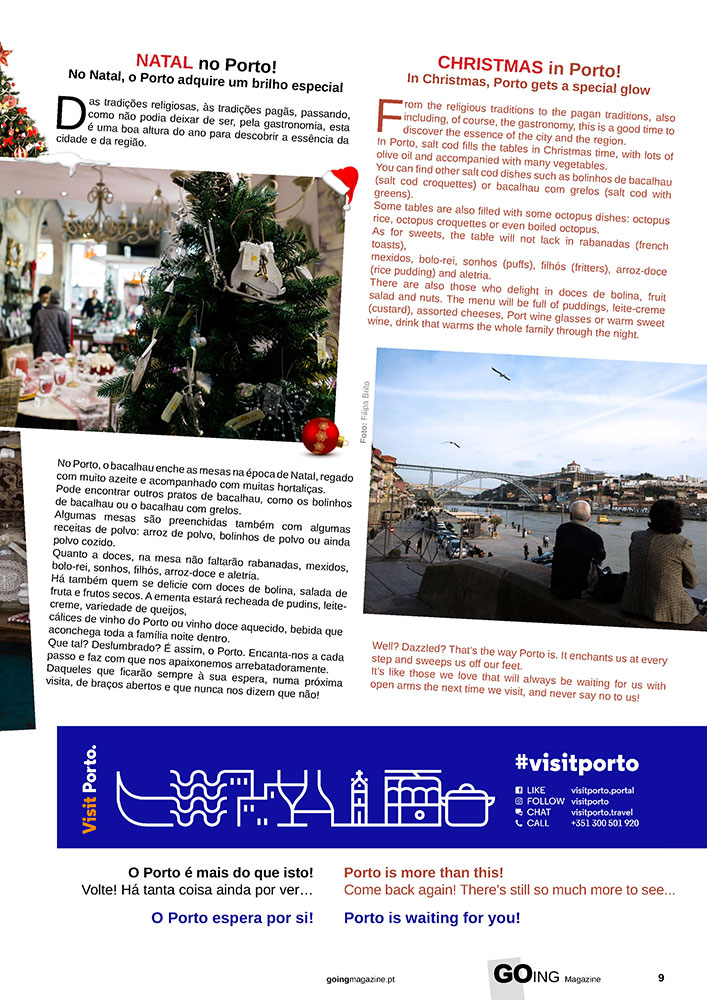 NATAL no Porto!
No Natal, o Porto adquire um brilho especial
Das tradições religiosas, às tradições pagãs, passando,
como não podia deixar de ser, pela gastronomia, esta
é uma boa altura do ano para descobrir a essência da
cidade e da região.
No Porto, o bacalhau enche as mesas na época de Natal, regado
com muito azeite e acompanhado com muitas hortaliças.
Pode encontrar outros pratos de bacalhau, como os bolinhos
de bacalhau ou o bacalhau com grelos.
Algumas mesas são preenchidas também com algumas
receitas de polvo: arroz de polvo, bolinhos de polvo ou ainda
polvo cozido.
Quanto a doces, na mesa não faltarão rabanadas, mexidos,
bolo-rei, sonhos, filhós, arroz-doce e aletria.
Há também quem se delicie com doces de bolina, salada de
fruta e frutos secos. A ementa estará recheada de pudins, leite-
creme, variedade de queijos,
cálices de vinho do Porto ou vinho doce aquecido, bebida que
aconchega toda a família noite dentro.
Que tal? Deslumbrado? É assim, o Porto. Encanta-nos a cada
passo e faz com que nos apaixonemos arrebatadoramente.
Daqueles que ficarão sempre à sua espera, numa próxima
visita, de braços abertos e que nunca nos dizem que não!
CHRISTMAS in Porto!
In Christmas, Porto gets a special glow
From the religious traditions to the pagan traditions, also
including, of course, the gastronomy, this is a good time to
discover the essence of the city and the region.
In Porto, salt cod fills the tables in Christmas time, with lots of
olive oil and accompanied with many vegetables.
You can find other salt cod dishes such as bolinhos de bacalhau
(salt cod croquettes) or bacalhau com grelos (salt cod with
greens).
Some tables are also filled with some octopus dishes: octopus
rice, octopus croquettes or even boiled octopus.
As for sweets, the table will not lack in rabanadas (french
toasts),
mexidos, bolo-rei, sonhos (puffs), filhós (fritters), arroz-doce
(rice pudding) and aletria.
There are also those who delight in doces de bolina, fruit
salad and nuts. The menu will be full of puddings, leite-creme
(custard), assorted cheeses, Port wine glasses or warm sweet
wine, drink that warms the whole family through the night.
Foto: Filipa Brito
Well? Dazzled? That's the way Porto is. It enchants us at every
step and sweeps us off our feet.
It's like those we love that will always be waiting for us with
open arms the next time we visit, and never say no to us!
Visit Porto.
#visitporto
LIKE visitporto.portal
FOLLOW visitporto
CHAT visitporto.travel
CALL +351 300 501 920
O Porto é mais do que isto!
Volte! Há tanta coisa ainda por ver…
O Porto espera por si!
Porto is more than this!
Come back again! There's still so much more to see...
Porto is waiting for you!
goingmagazine.pt
GOING Magazine
9